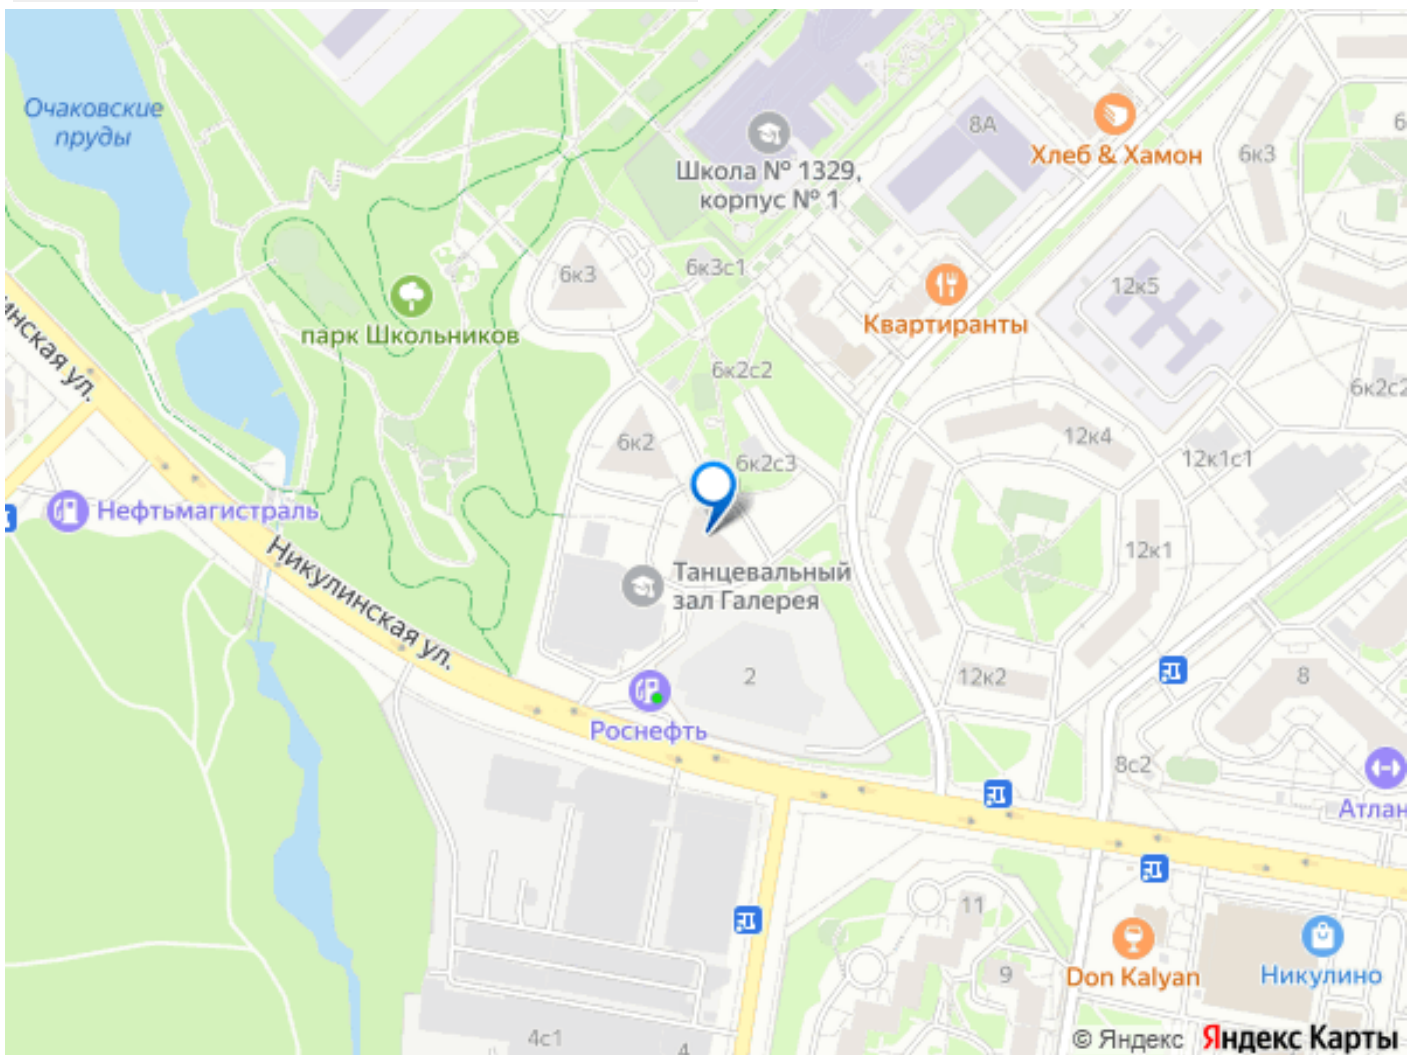 Очаковские
пруды
8А
Хлеб & Хамон
6к3
Школа № 1329,
корпус № 1
6к3
6к3с1
12к5
парк Школьников
Квартиранты
6к2с2
6к2с2
инская ул.
6к2
6к2с3
12к4
12к1с1
Нефтьмагистраль
Никулинская ул.
12к1
Танцевальный
зал Галерея
2
12к2
8
Роснефть
8с2
Атлан
11
9
Don Kalyan
Никулино
4с1
4
© Яндекс Яндекс Карты